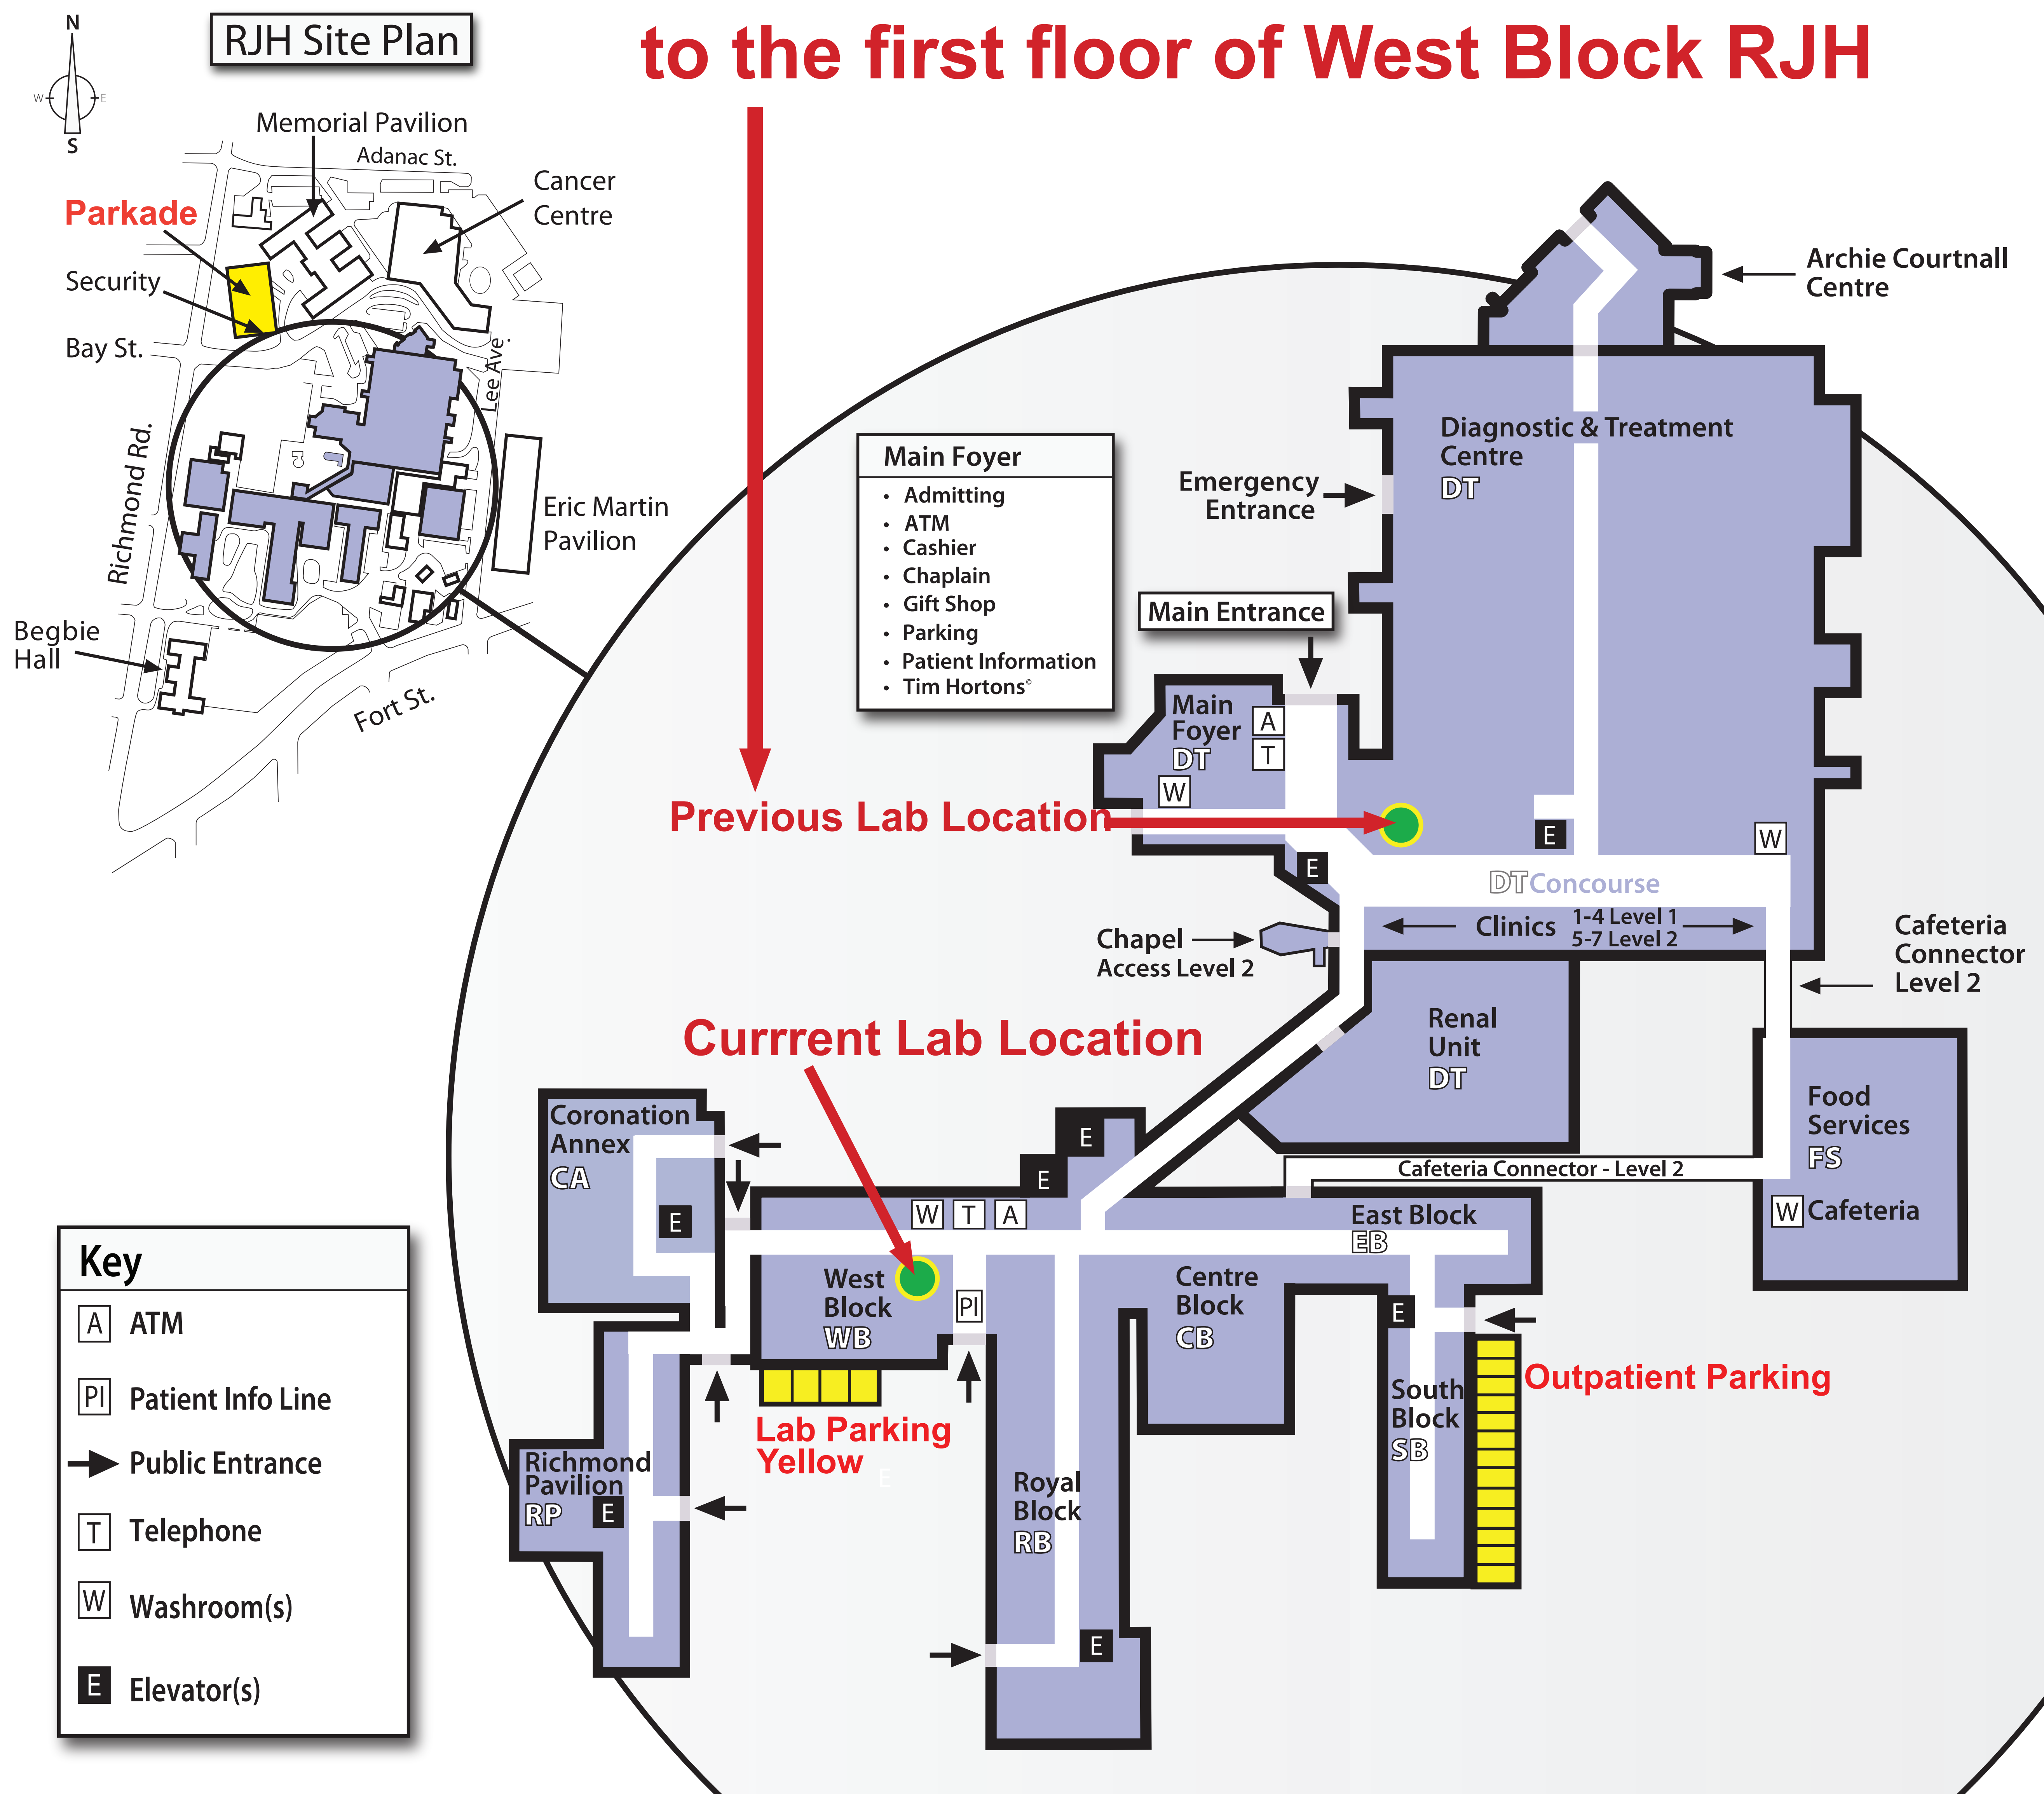 N
W
E
S
RJH Site Plan
to the first floor of West Block RJH
Memorial Pavilion
Adanac St.
Cancer
Centre
Parkade
Security
Bay St.
Lee Ave.
Richmond Rd.
Eric Martin
Pavilion
Begbie
Hall
Fort St.
Archie Courtnall
Centre
Diagnostic & Treatment
Centre
DT
Emergency
Entrance
Main Foyer
• Admitting
• ATM
• Cashier
• Chaplain
• Gift Shop
• Parking
• Patient Information
• Tim Hortons©
Main Entrance
Main
Foyer
DT
A
T
W
Previous Lab Location
E
W
E
DT Concourse
Clinics
1-4 Level 1
5-7 Level 2
Chapel
Access Level 2
Cafeteria
Connector
Level 2
Renal
Unit
DT
Currrent Lab Location
Food
Services
FS
W Cafeteria
Cafeteria Connector - Level 2
Coronation
Annex
CA
E
E
E
W T A
East Block
EB
West
Block
WB
PI
Centre
Block
CB
E
South
Block
SB
Outpatient Parking
Lab Parking
Yellow
E
Richmond
Pavilion
RP
E
Royal
Block
RB
E
Key
A ATM
PI Patient Info Line
Public Entrance
T Telephone
W Washroom(s)
E Elevator(s)